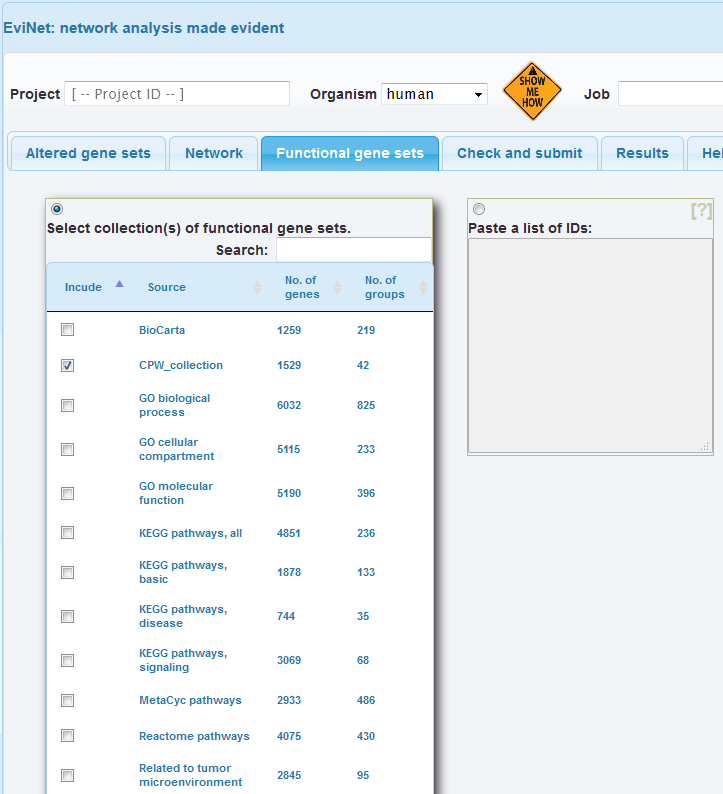 EviNet: network analysis made evident
Project [ -- Project ID -- ] Organism human SHOW ME HOW Job
Altered gene sets Network Functional gene sets Check and submit Results Hel
Select collection(s) of functional gene sets.
Search:
Incude Source No. of genes No. of groups
BioCarta 1259 219
CPW_collection 1529 42
GO biological process 6032 825
GO cellular compartment 5115 233
GO molecular function 5190 396
KEGG pathways, all 4851 236
KEGG pathways, basic 1878 133
KEGG pathways, disease 744 35
KEGG pathways, signaling 3069 68
MetaCyc pathways 2933 486
Reactome pathways 4075 430
Related to tumor microenvironment 2845 95
[?]
Paste a list of IDs: